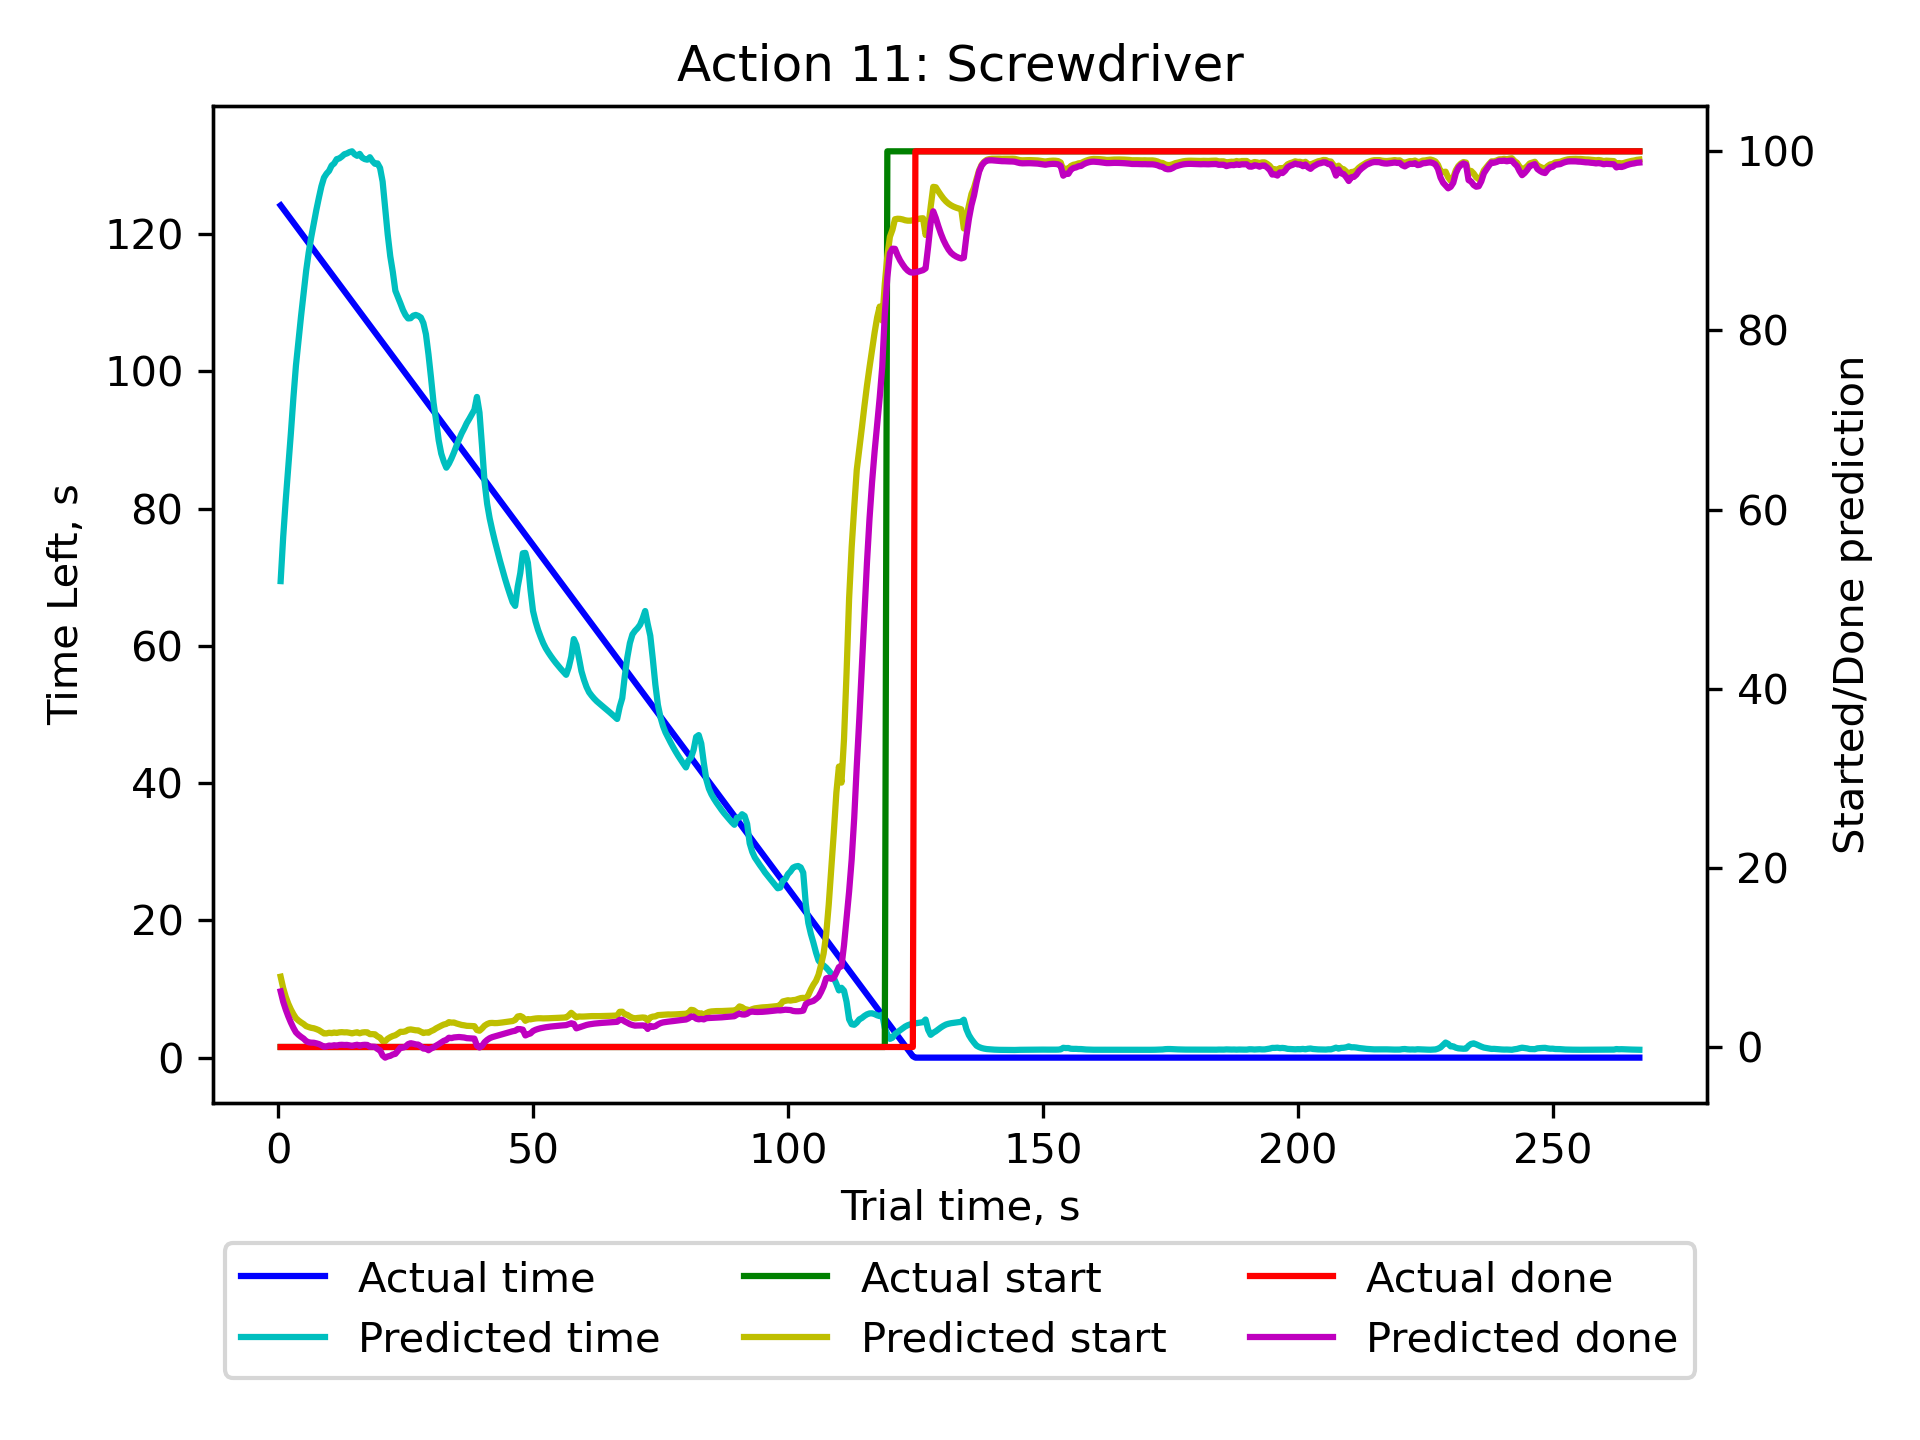 Action 11: Screwdriver
120
100
80
60
40
20
0
Time Left, s
100
80
60
40
20
0
Started/Done prediction
0 50 100 150 200 250
Trial time, s
Actual time Actual start Actual done
Predicted time Predicted start Predicted done